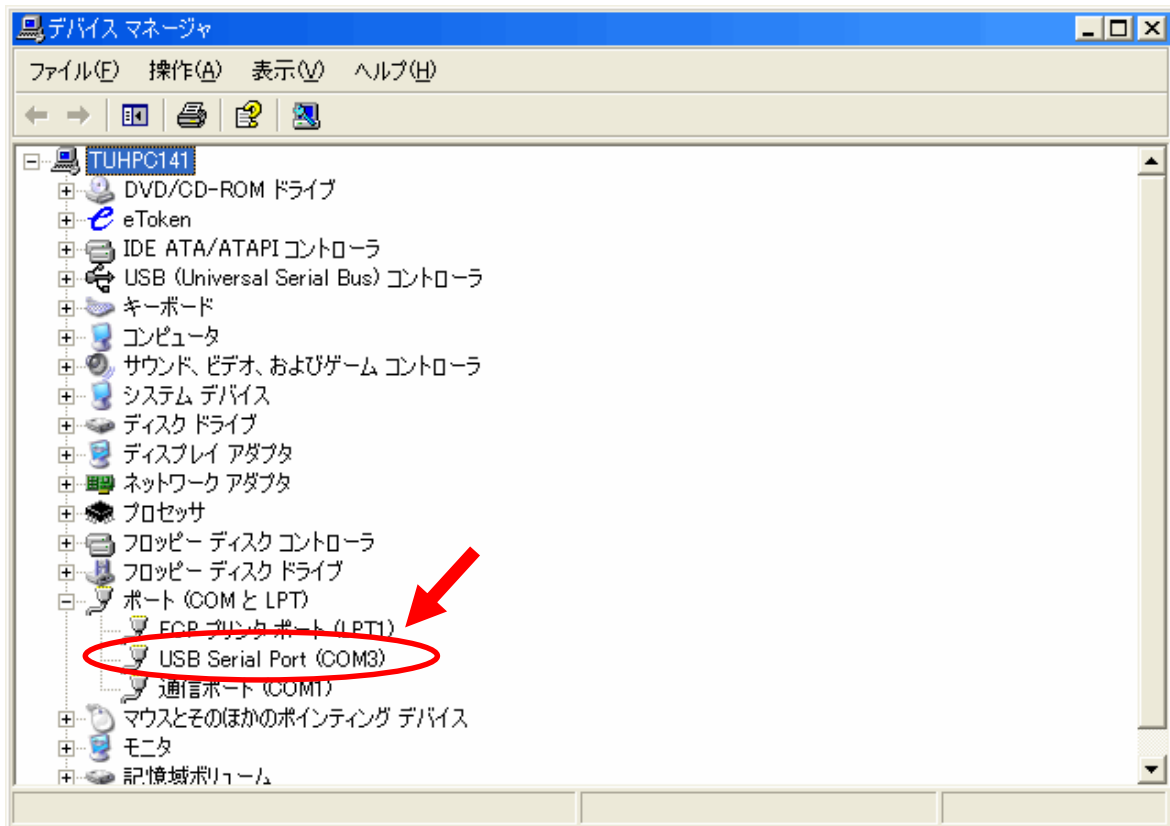 デバイス マネージャ
ファイル(F) 操作(A) 表示(V) ヘルプ(H)
TUHPC141
DVD/CD-ROM ドライブ
eToken
IDE ATA/ATAPI コントローラ
USB (Universal Serial Bus) コントローラ
キーボード
コンピュータ
サウンド、ビデオ、およびゲーム コントローラ
システム デバイス
ディスク ドライブ
ディスプレイ アダプタ
ネットワーク アダプタ
プロセッサ
フロッピー ディスク コントローラ
フロッピー ディスク ドライブ
ポート (COM と LPT)
ECP プリンタ ポート (LPT1)
USB Serial Port (COM3)
通信ポート (COM1)
マウスとそのほかのポインティング デバイス
モニタ
記憶域ボリューム